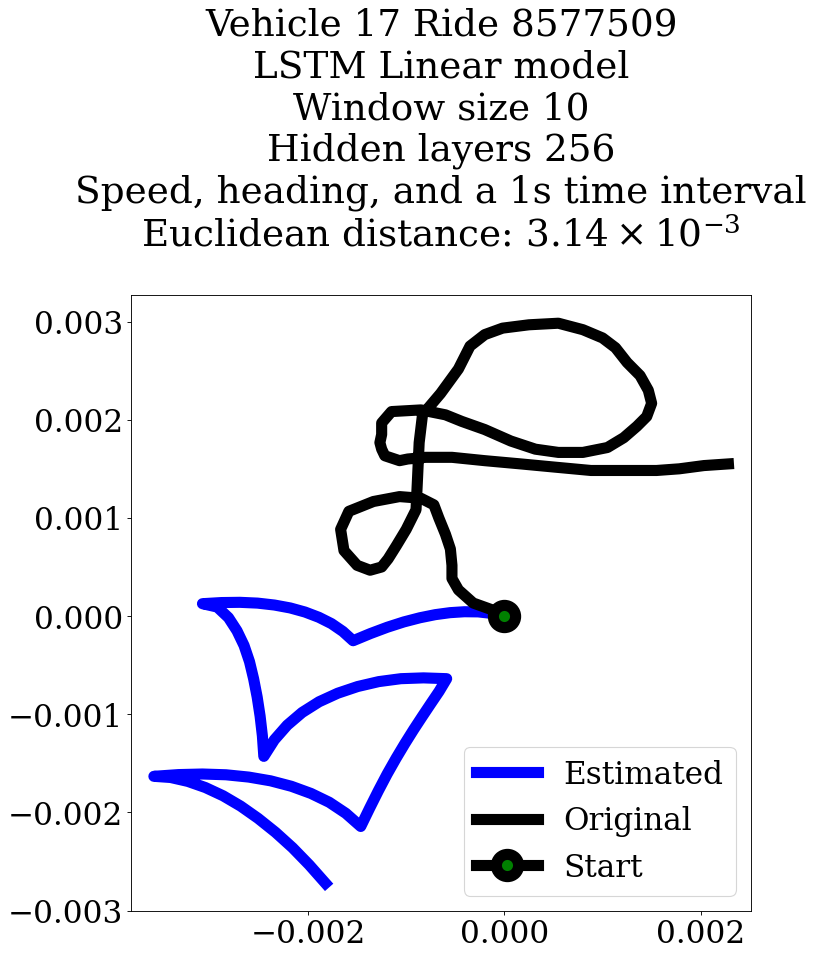 Vehicle 17 Ride 8577509
LSTM Linear model
Window size 10
Hidden layers 256
Speed, heading, and a 1s time interval
Euclidean distance: 3.14 × 10⁻³
0.003
0.002
0.001
0.000
−0.001
−0.002
−0.003
Estimated
Original
Start
−0.002
0.000
0.002